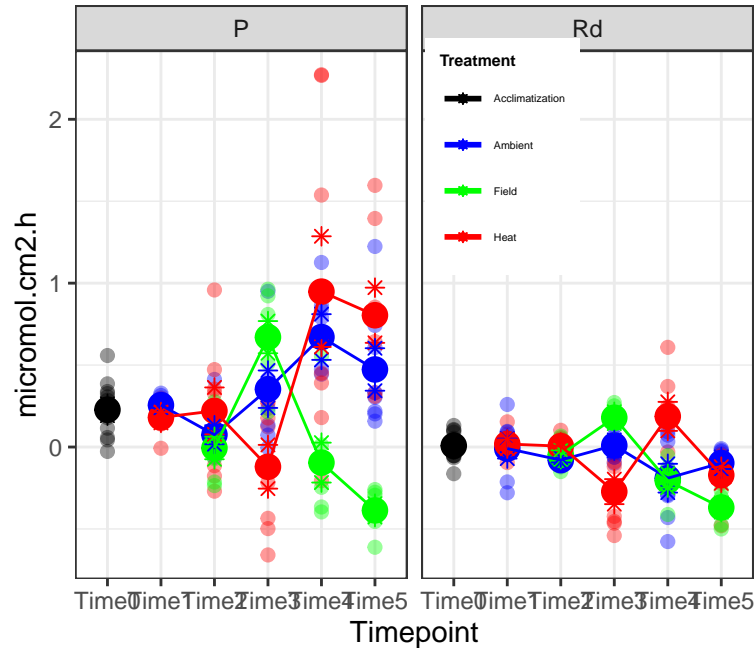 P
Rd
Treatment
Acclimatization
Ambient
Field
Heat
2
1
0
micromol.cm2.h
Time0 Time1 Time2 Time3 Time4 Time5
Time0 Time1 Time2 Time3 Time4 Time5
Timepoint